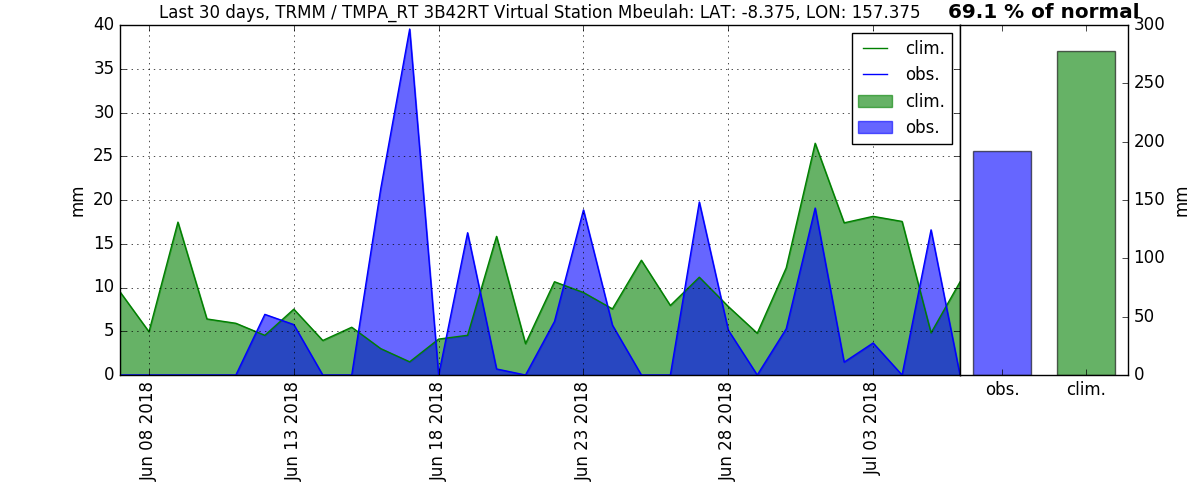 Last 30 days, TRMM / TMPA_RT 3B42RT Virtual Station Mbeulah: LAT: -8.375, LON: 157.375
69.1 % of normal
40
35
30
25
20
15
10
5
0
mm
clim.
obs.
clim.
obs.
300
250
200
150
100
50
0
mm
Jun 08 2018
Jun 13 2018
Jun 18 2018
Jun 23 2018
Jun 28 2018
Jul 03 2018
obs.
clim.